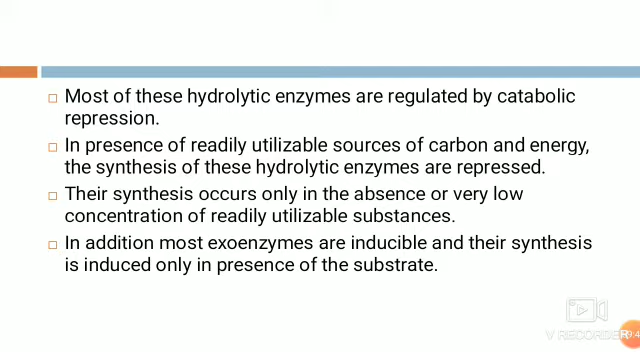 Most of these hydrolytic enzymes are regulated by catabolic
repression.
In presence of readily utilizable sources of carbon and energy,
the synthesis of these hydrolytic enzymes are repressed.
Their synthesis occurs only in the absence or very low
concentration of readily utilizable substances.
In addition most exoenzymes are inducible and their synthesis
is induced only in presence of the substrate.
V RECORDER